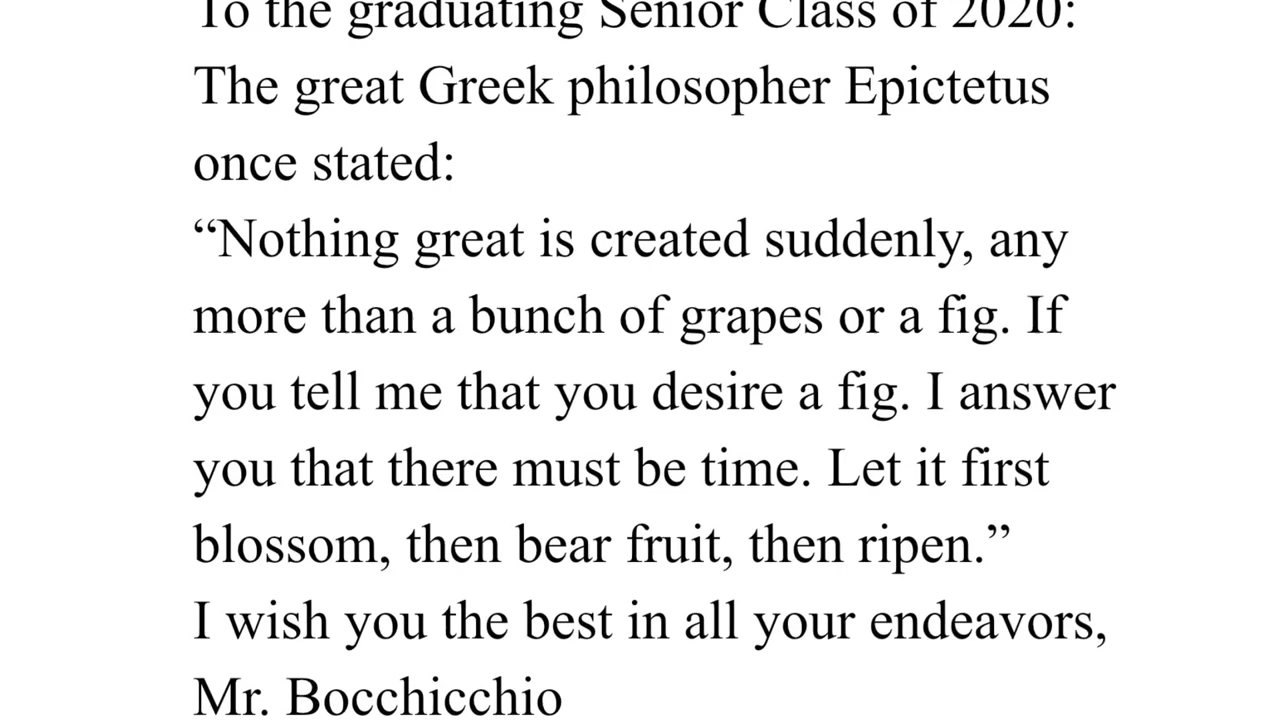 To the graduating Senior Class of 2020:
The great Greek philosopher Epictetus
once stated:
“Nothing great is created suddenly, any
more than a bunch of grapes or a fig. If
you tell me that you desire a fig. I answer
you that there must be time. Let it first
blossom, then bear fruit, then ripen.”
I wish you the best in all your endeavors,
Mr. Bocchicchio